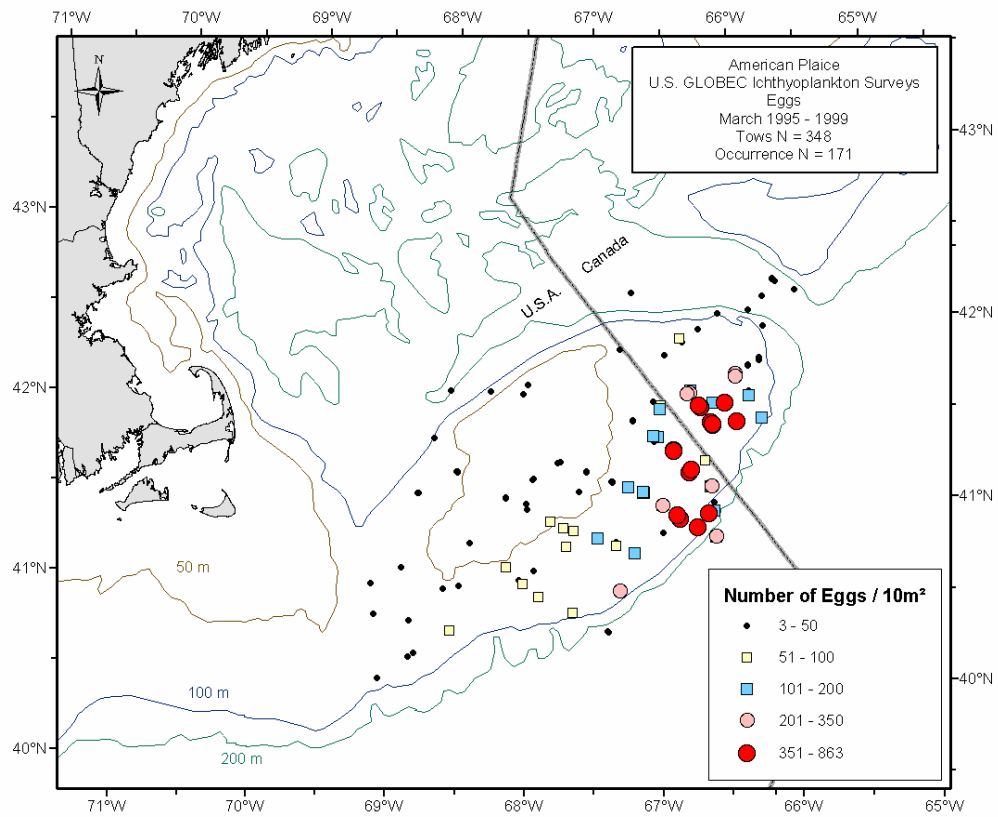 71°W 70°W 69°W 68°W 67°W 66°W 65°W
N
American Plaice
U.S. GLOBEC Ichthyoplankton Surveys
Eggs
March 1995 - 1999
Tows N = 348
Occurrence N = 171
43°N
43°N
Canada
U.S.A.
42°N
42°N
41°N
41°N
50 m
Number of Eggs / 10m²
3 - 50
51 - 100
101 - 200
201 - 350
351 - 863
40°N
100 m
40°N
200 m
71°W 70°W 69°W 68°W 67°W 66°W 65°W